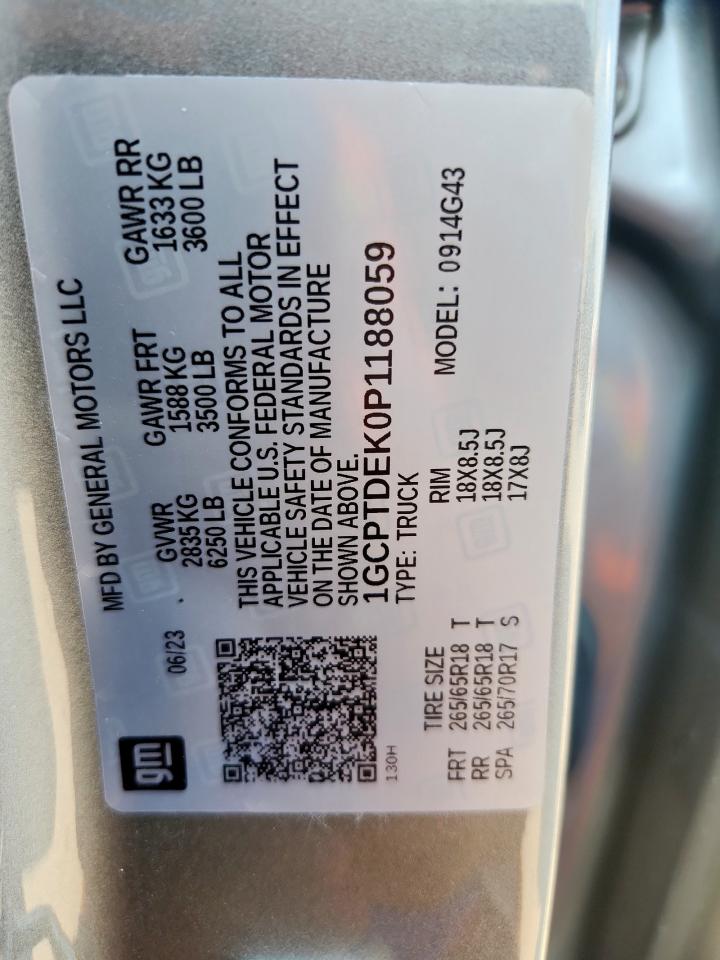 gm
MFD BY GENERAL MOTORS LLC
06/23
GVWR GAWR FRT GAWR RR
2835 KG 1588 KG 1633 KG
6250 LB 3500 LB 3600 LB
THIS VEHICLE CONFORMS TO ALL
APPLICABLE U.S. FEDERAL MOTOR
VEHICLE SAFETY STANDARDS IN EFFECT
ON THE DATE OF MANUFACTURE
SHOWN ABOVE.
1GCPTDEK0P1188059
TYPE: TRUCK
130H
MODEL: 0914G43
TIRE SIZE RIM
FRT 265/65R18 T 18X8.5J
RR 265/65R18 T 18X8.5J
SPA 265/70R17 S 17X8J